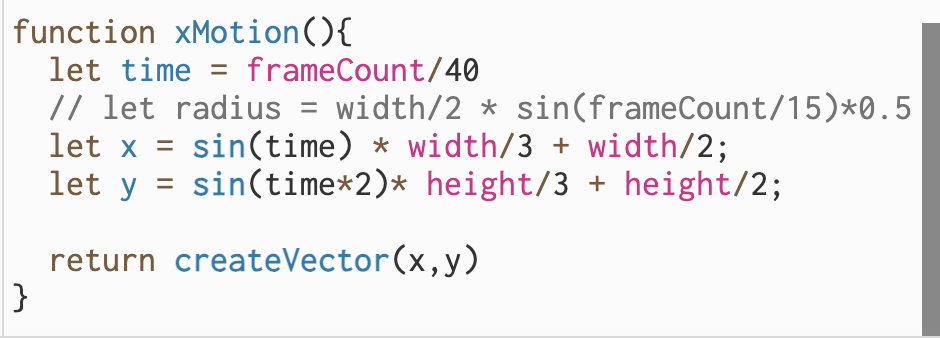 function xMotion(){
  let time = frameCount/40
  // let radius = width/2 * sin(frameCount/15)*0.5
  let x = sin(time) * width/3 + width/2;
  let y = sin(time*2)* height/3 + height/2;

  return createVector(x,y)
}